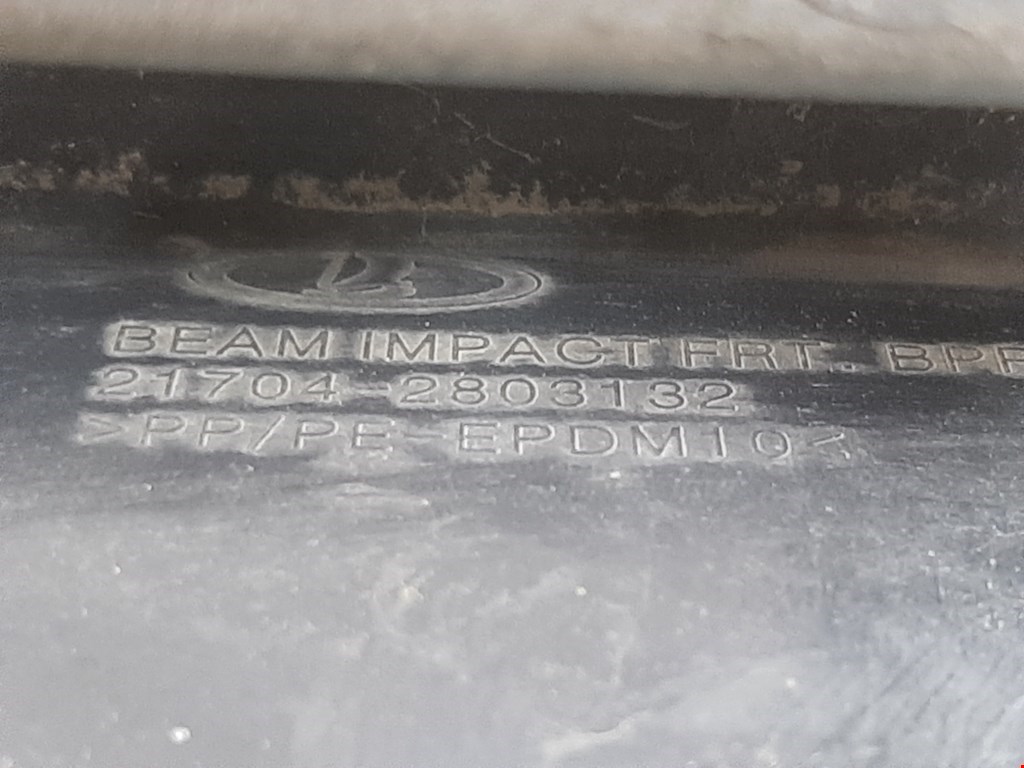 BEAM IMPACT FRT. BPR
21704-2803132
>PP/PE-EPDM10<